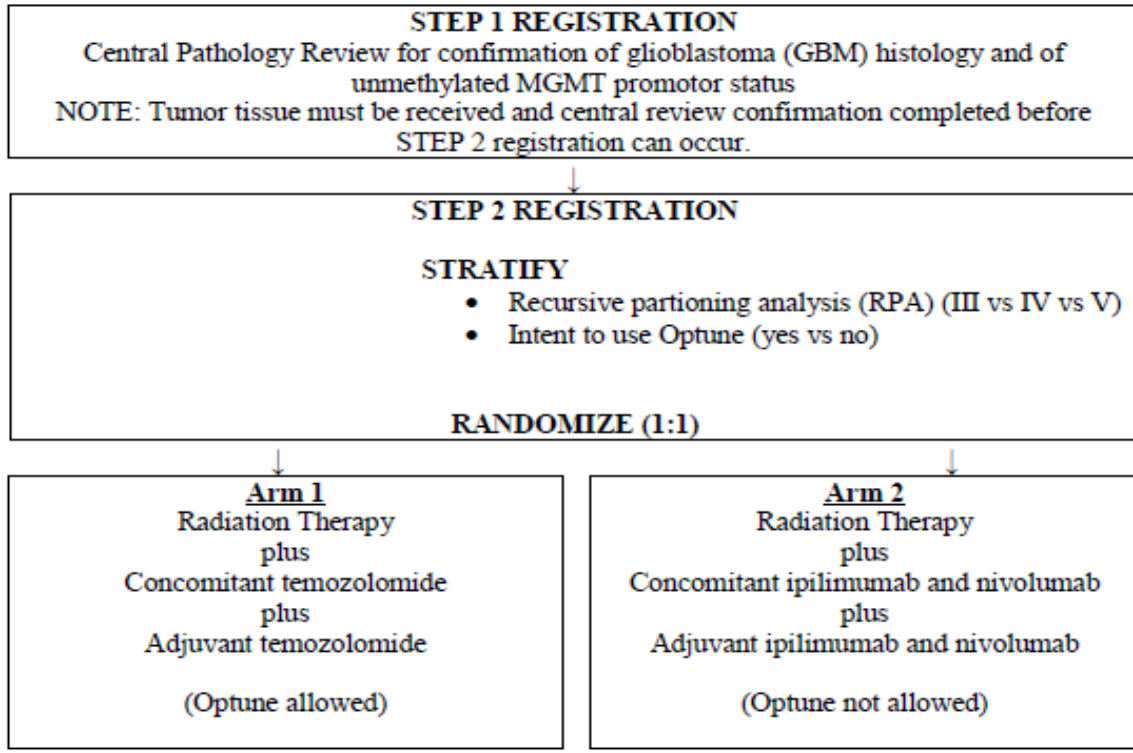 STEP 1 REGISTRATION
Central Pathology Review for confirmation of glioblastoma (GBM) histology and of
unmethylated MGMT promotor status
NOTE: Tumor tissue must be received and central review confirmation completed before
STEP 2 registration can occur.
↓
STEP 2 REGISTRATION
STRATIFY
• Recursive partioning analysis (RPA) (III vs IV vs V)
• Intent to use Optune (yes vs no)
RANDOMIZE (1:1)
↓ ↓
Arm 1
Radiation Therapy
plus
Concomitant temozolomide
plus
Adjuvant temozolomide
(Optune allowed)
Arm 2
Radiation Therapy
plus
Concomitant ipilimumab and nivolumab
plus
Adjuvant ipilimumab and nivolumab
(Optune not allowed)